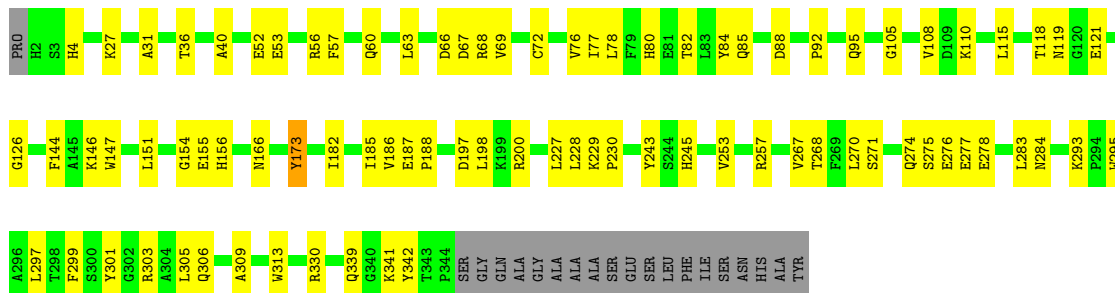 PRO H2 S3 H4 K27 A31 T36 A40 E52 E53 R56 F57 Q60 L63 D66 D67 R68 V69 C72 V76 I77 L78 F79 H80 E81 T82 L83 Y84 Q85 D88 P92 Q95 G105 V108 D109 K110 L115 T118 N119 G120 E121
G126 F144 A145 K146 W147 L151 G154 E155 H156 N166 Y173 I182 I185 V186 E187 P188 D197 L198 K199 R200 L227 L228 K229 P230 Y243 S244 H245 V253 R257 V267 T268 F269 L270 S271 Q274 S275 E276 E277 E278 L283 N284 K293 P294 W295
A296 L297 T298 F299 S300 Y301 G302 R303 A304 L305 Q306 A309 W313 R330 Q339 G340 K341 Y342 T343 P344 SER GLY GLN ALA GLY ALA ALA ALA SER GLU SER LEU PHE ILE SER ASN HIS ALA TYR